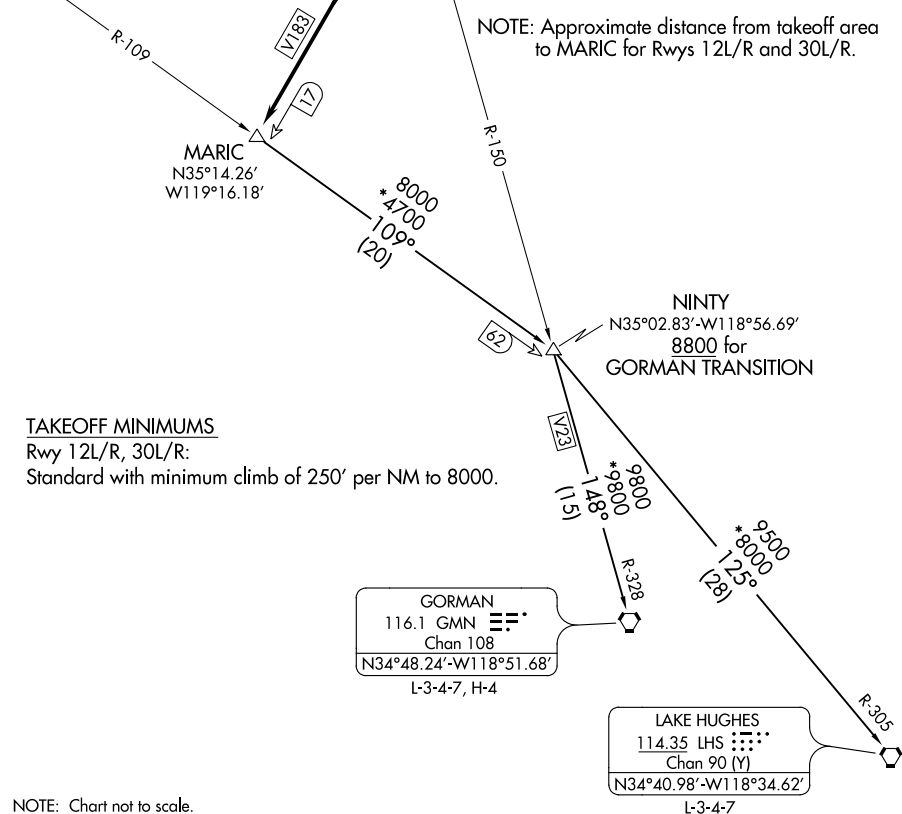 R-109
V183
17
MARIC
N35°14.26'
W119°16.18'
NOTE: Approximate distance from takeoff area
to MARIC for Rwys 12L/R and 30L/R.
R-150
8000
*4700
109°
(20)
62
NINTY
N35°02.83'-W118°56.69'
8800 for
GORMAN TRANSITION
TAKEOFF MINIMUMS
Rwy 12L/R, 30L/R:
Standard with minimum climb of 250' per NM to 8000.
V23
9800
*9800
148°
(15)
R-328
9500
*8000
125°
(28)
R-305
GORMAN
116.1 GMN
Chan 108
N34°48.24'-W118°51.68'
L-3-4-7, H-4
LAKE HUGHES
114.35 LHS
Chan 90 (Y)
N34°40.98'-W118°34.62'
L-3-4-7
NOTE: Chart not to scale.